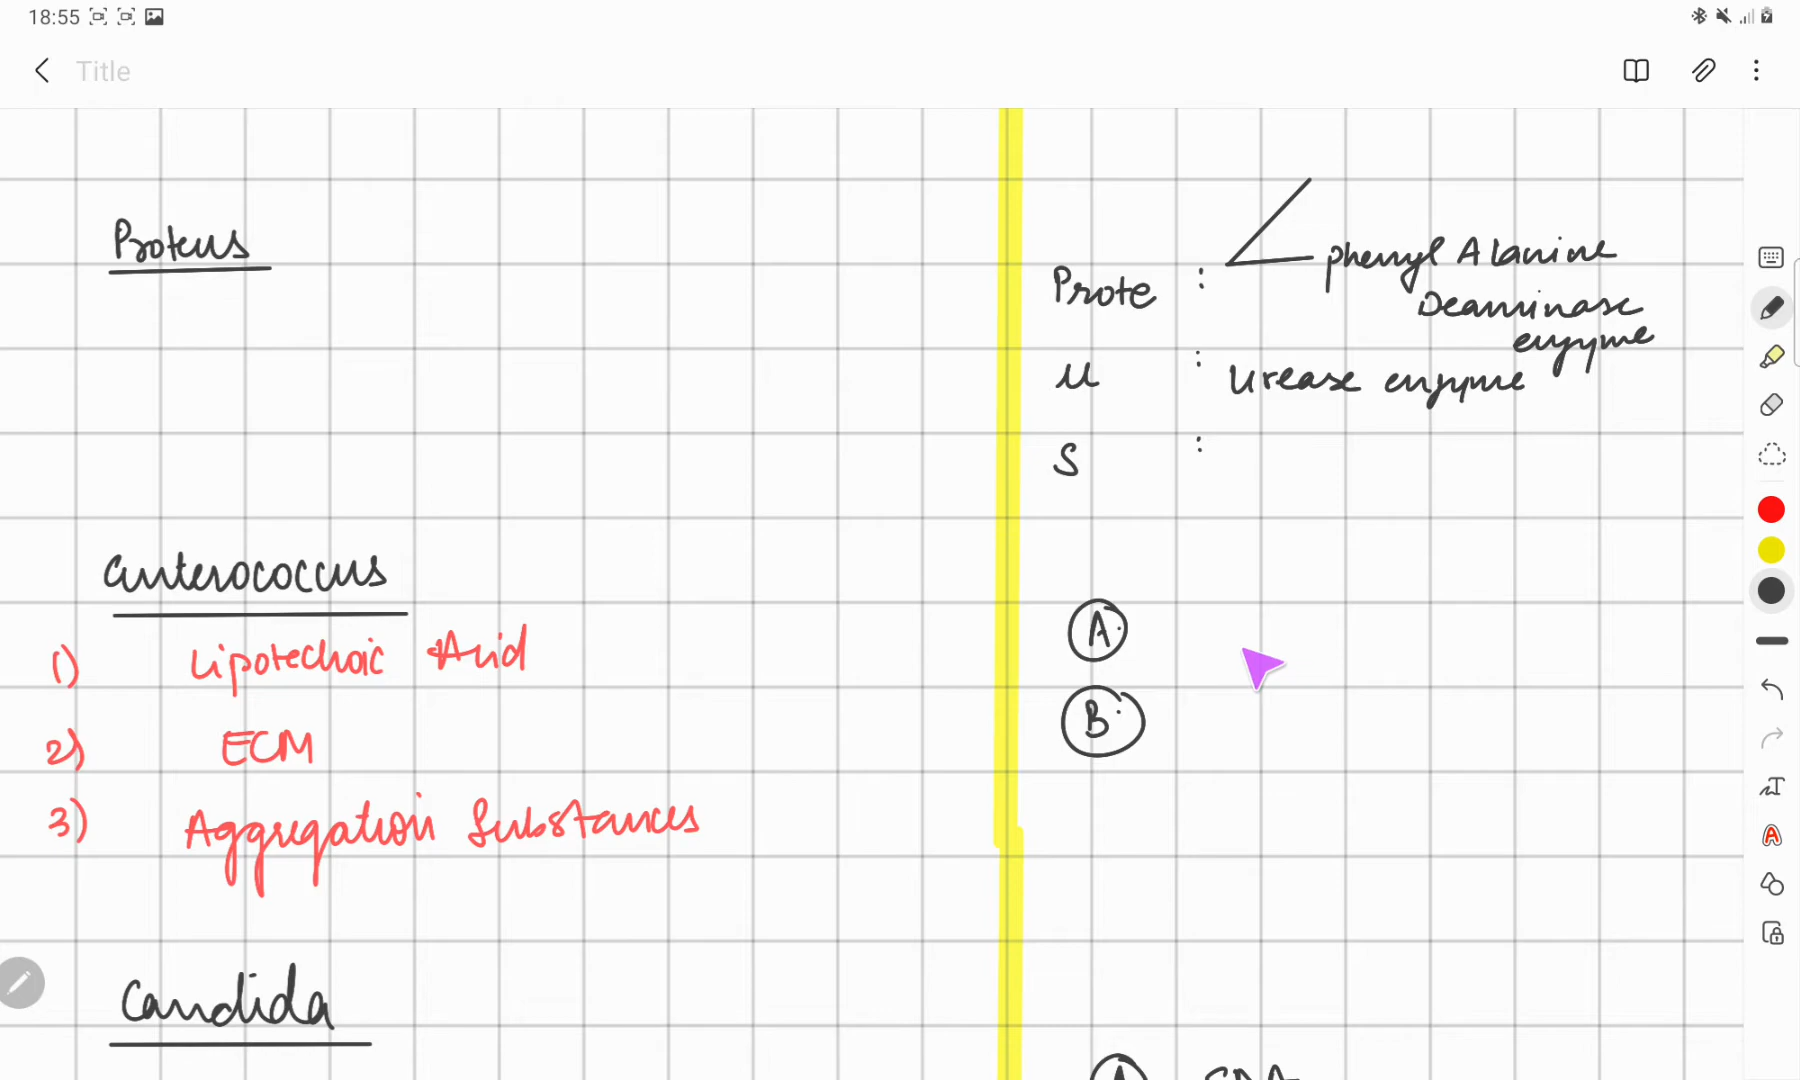 18:55
Title
Proteus
Prote :
phenyl Alanine
Deaminase
enzyme
U : Urease enzyme
S :
Enterococcus
1) Lipotechoic Acid
2) ECM
3) Aggregation Substances
A
B
Candida